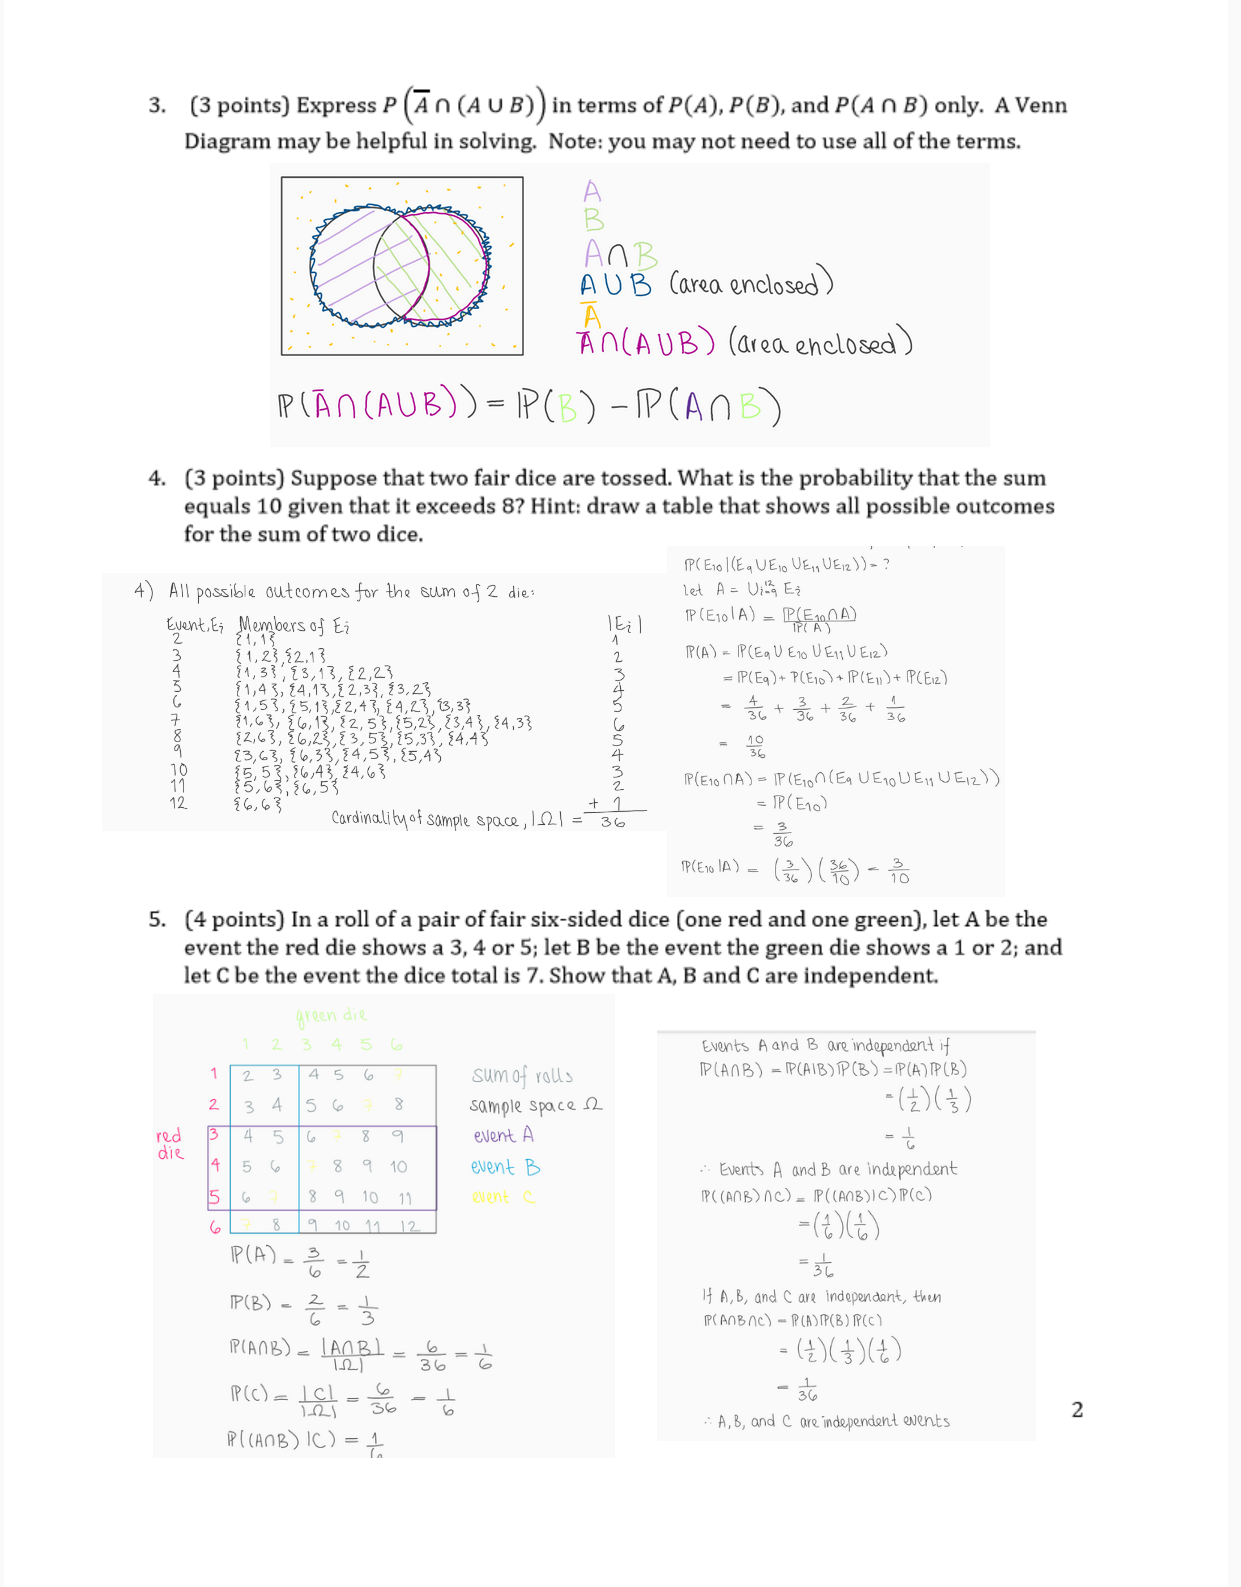 3. (3 points) Express P (A̅ ∩ (A ∪ B)) in terms of P(A), P(B), and P(A ∩ B) only. A Venn
Diagram may be helpful in solving. Note: you may not need to use all of the terms.
A
B
A∩B
A∪B (area enclosed)
A̅
A̅∩(A∪B) (area enclosed)
ℙ(A̅∩(A∪B)) = ℙ(B) − ℙ(A∩B)
4. (3 points) Suppose that two fair dice are tossed. What is the probability that the sum
equals 10 given that it exceeds 8? Hint: draw a table that shows all possible outcomes
for the sum of two dice.
4) All possible outcomes for the sum of 2 die:
Event, Ei Members of Ei |Ei|
2 {1,1} 1
3 {1,2},{2,1} 2
4 {1,3},{3,1},{2,2} 3
5 {1,4},{4,1},{2,3},{3,2} 4
6 {1,5},{5,1},{2,4},{4,2},{3,3} 5
7 {1,6},{6,1},{2,5},{5,2},{3,4},{4,3} 6
8 {2,6},{6,2},{3,5},{5,3},{4,4} 5
9 {3,6},{6,3},{4,5},{5,4} 4
10 {5,5},{6,4},{4,6} 3
11 {5,6},{6,5} 2
12 {6,6} + 1
Cardinality of sample space, |Ω| = 36
ℙ(E10|(E9∪E10∪E11∪E12)) = ?
let A = ∪i=9^12 Ei
ℙ(E10|A) = ℙ(E10∩A)/ℙ(A)
ℙ(A) = ℙ(E9∪E10∪E11∪E12)
= ℙ(E9)+ℙ(E10)+ℙ(E11)+ℙ(E12)
= 4/36 + 3/36 + 2/36 + 1/36
= 10/36
ℙ(E10∩A) = ℙ(E10∩(E9∪E10∪E11∪E12))
= ℙ(E10)
= 3/36
ℙ(E10|A) = (3/36)(36/10) = 3/10
5. (4 points) In a roll of a pair of fair six-sided dice (one red and one green), let A be the
event the red die shows a 3, 4 or 5; let B be the event the green die shows a 1 or 2; and
let C be the event the dice total is 7. Show that A, B and C are independent.
green die
1 2 3 4 5 6
1 2 3 4 5 6 7
2 3 4 5 6 7 8
red die
3 4 5 6 7 8 9
4 5 6 7 8 9 10
5 6 7 8 9 10 11
6 7 8 9 10 11 12
sum of rolls
sample space Ω
event A
event B
event C
ℙ(A) = 3/6 = 1/2
ℙ(B) = 2/6 = 1/3
ℙ(A∩B) = |A∩B|/|Ω| = 6/36 = 1/6
ℙ(C) = |C|/|Ω| = 6/36 = 1/6
ℙ((A∩B)|C) = 1/6
Events A and B are independent if
ℙ(A∩B) = ℙ(A|B)ℙ(B) = ℙ(A)ℙ(B)
= (1/2)(1/3)
= 1/6
∴ Events A and B are independent
ℙ((A∩B)∩C) = ℙ((A∩B)|C)ℙ(C)
= (1/6)(1/6)
= 1/36
If A, B, and C are independent, then
ℙ(A∩B∩C) = ℙ(A)ℙ(B)ℙ(C)
= (1/2)(1/3)(1/6)
= 1/36
∴ A, B, and C are independent events
2